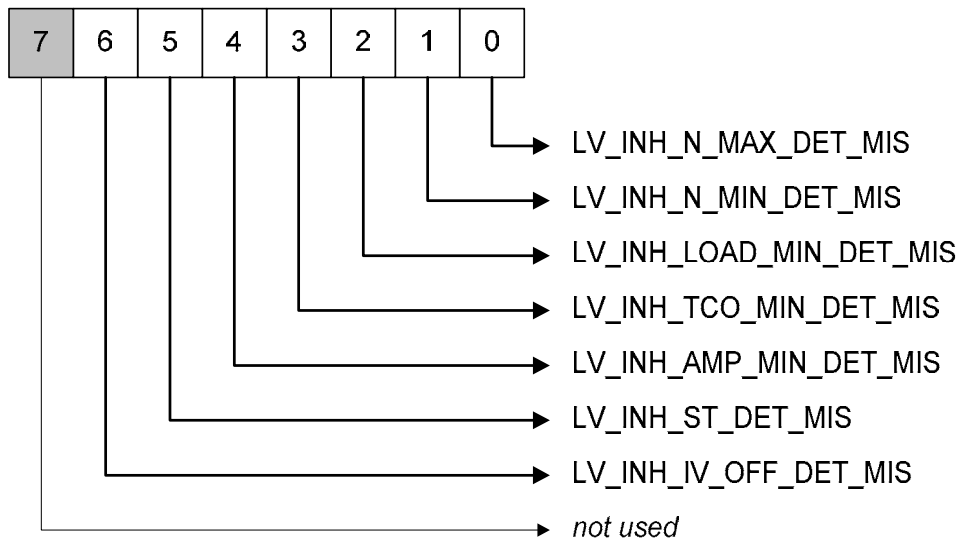 7 6 5 4 3 2 1 0
LV_INH_N_MAX_DET_MIS
LV_INH_N_MIN_DET_MIS
LV_INH_LOAD_MIN_DET_MIS
LV_INH_TCO_MIN_DET_MIS
LV_INH_AMP_MIN_DET_MIS
LV_INH_ST_DET_MIS
LV_INH_IV_OFF_DET_MIS
not used